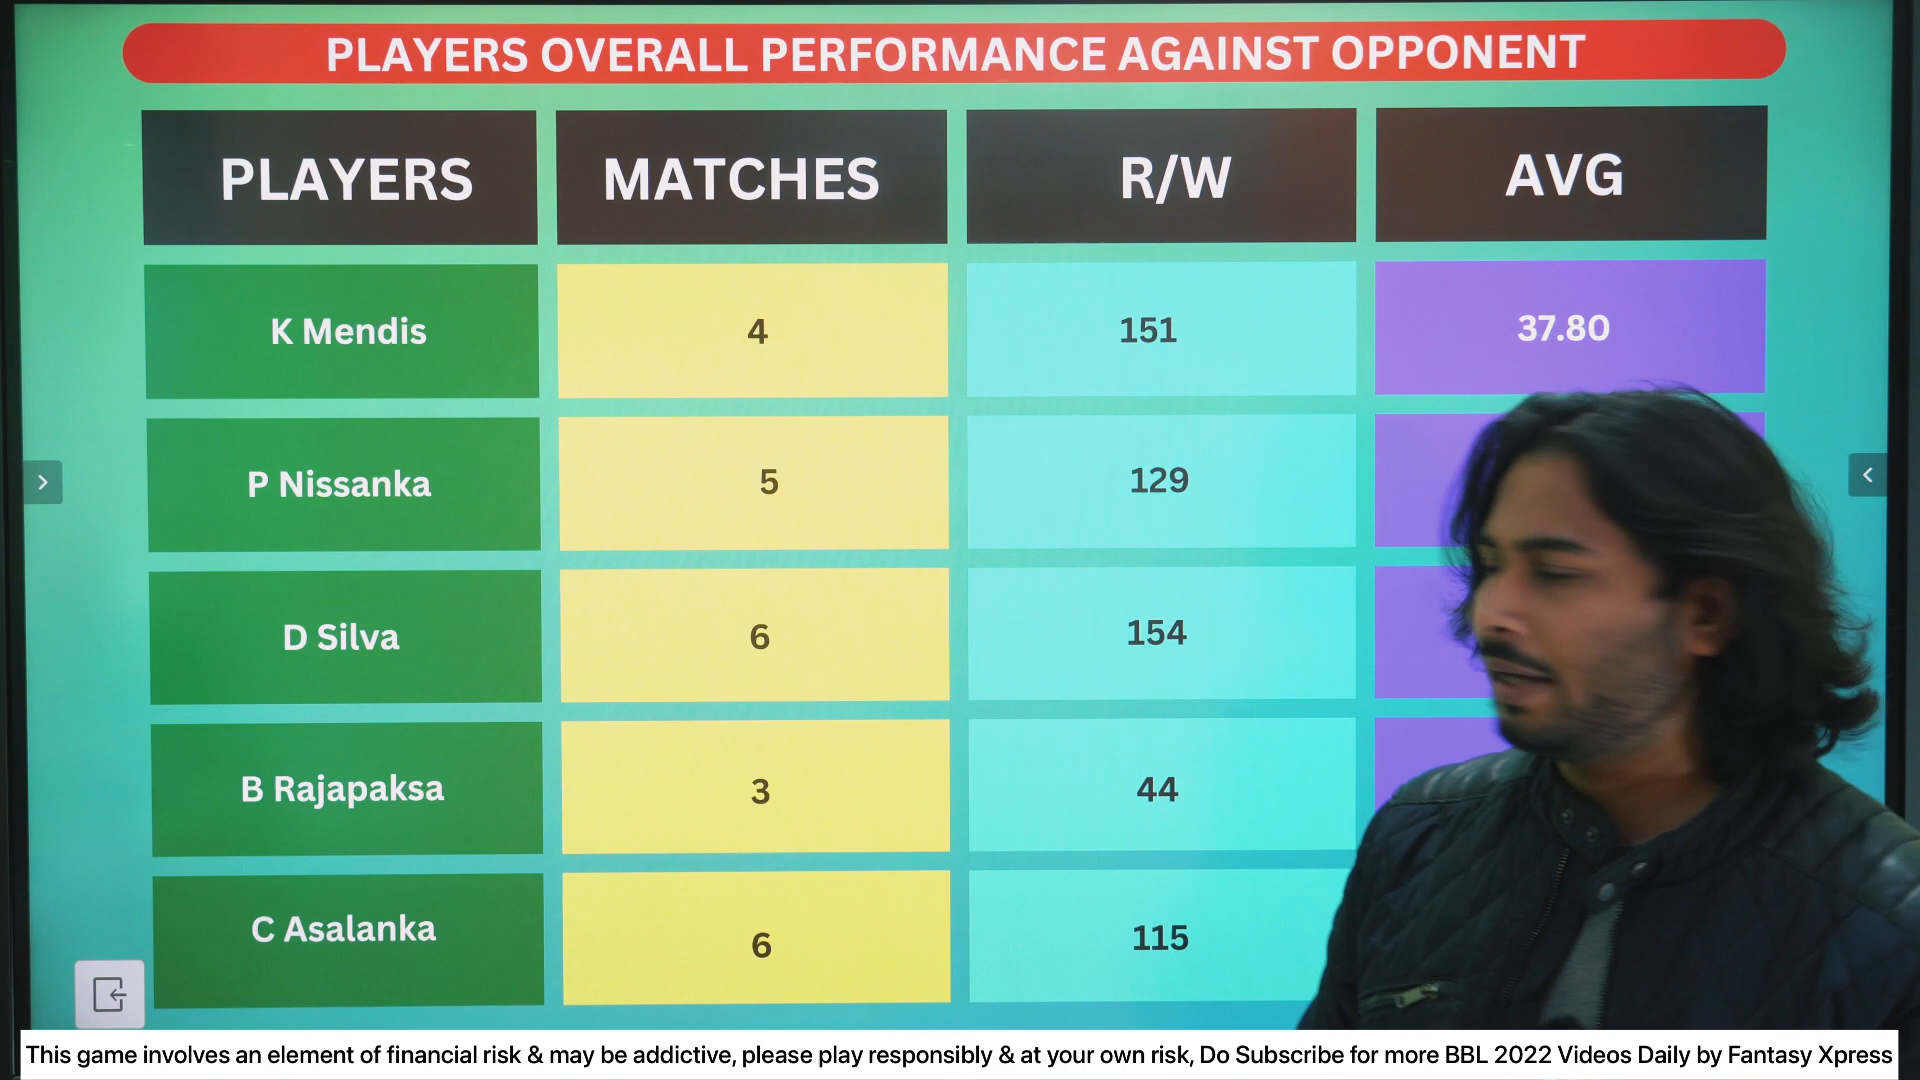 PLAYERS OVERALL PERFORMANCE AGAINST OPPONENT
PLAYERS MATCHES R/W AVG
K Mendis 4 151 37.80
P Nissanka 5 129
D Silva 6 154
B Rajapaksa 3 44
C Asalanka 6 115
This game involves an element of financial risk & may be addictive, please play responsibly & at your own risk, Do Subscribe for more BBL 2022 Videos Daily by Fantasy Xpress